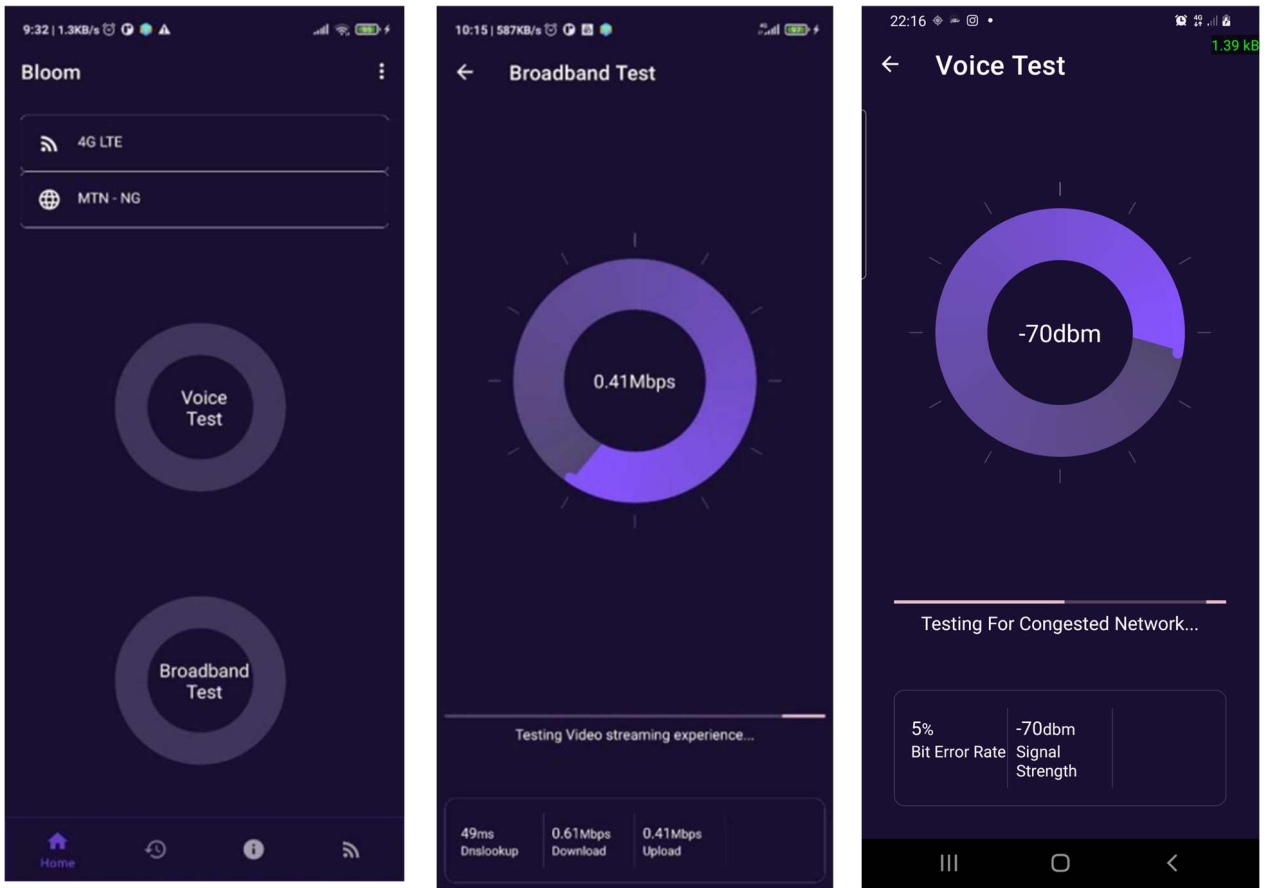 9:32 | 1.3KB/s
Bloom
4G LTE
MTN - NG
Voice
Test
Broadband
Test
Home
10:15 | 587KB/s
Broadband Test
0.41Mbps
Testing Video streaming experience...
49ms
Dnslookup
0.61Mbps
Download
0.41Mbps
Upload
22:16
4G
1.39 kB
Voice Test
-70dbm
Testing For Congested Network...
5%
Bit Error Rate
-70dbm
Signal
Strength